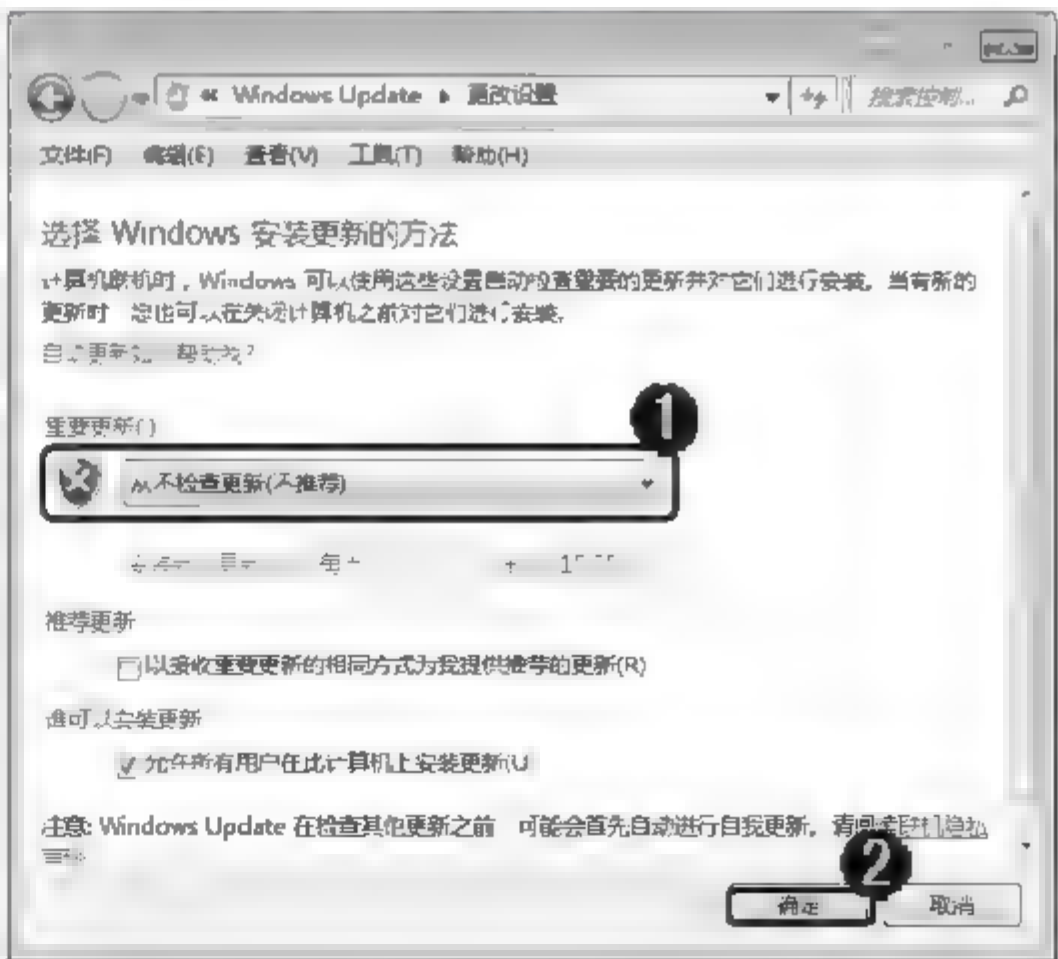 « Windows Update ▸ 更改设置
搜索控制...
文件(F) 编辑(E) 查看(V) 工具(T) 帮助(H)
选择 Windows 安装更新的方法
计算机联机时，Windows 可以使用这些设置自动检查重要的更新并对它们进行安装。当有新的
更新时 您也可以在关闭计算机之前对它们进行安装。
重要更新( )
1
从不检查更新(不推荐)
每
推荐更新
以接收重要更新的相同方式为我提供推荐的更新(R)
谁可以安装更新
允许所有用户在此计算机上安装更新(U
注意: Windows Update 在检查其他更新之前 可能会首先自动进行自我更新。请阅读联机隐私
2
确定 取消